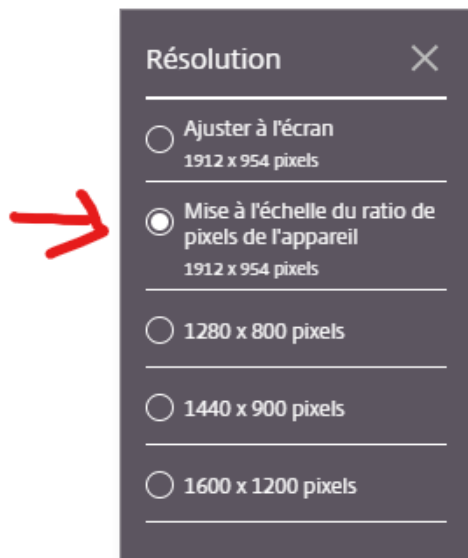 Résolution
Ajuster à l'écran
1912 x 954 pixels
Mise à l'échelle du ratio de
pixels de l'appareil
1912 x 954 pixels
1280 x 800 pixels
1440 x 900 pixels
1600 x 1200 pixels